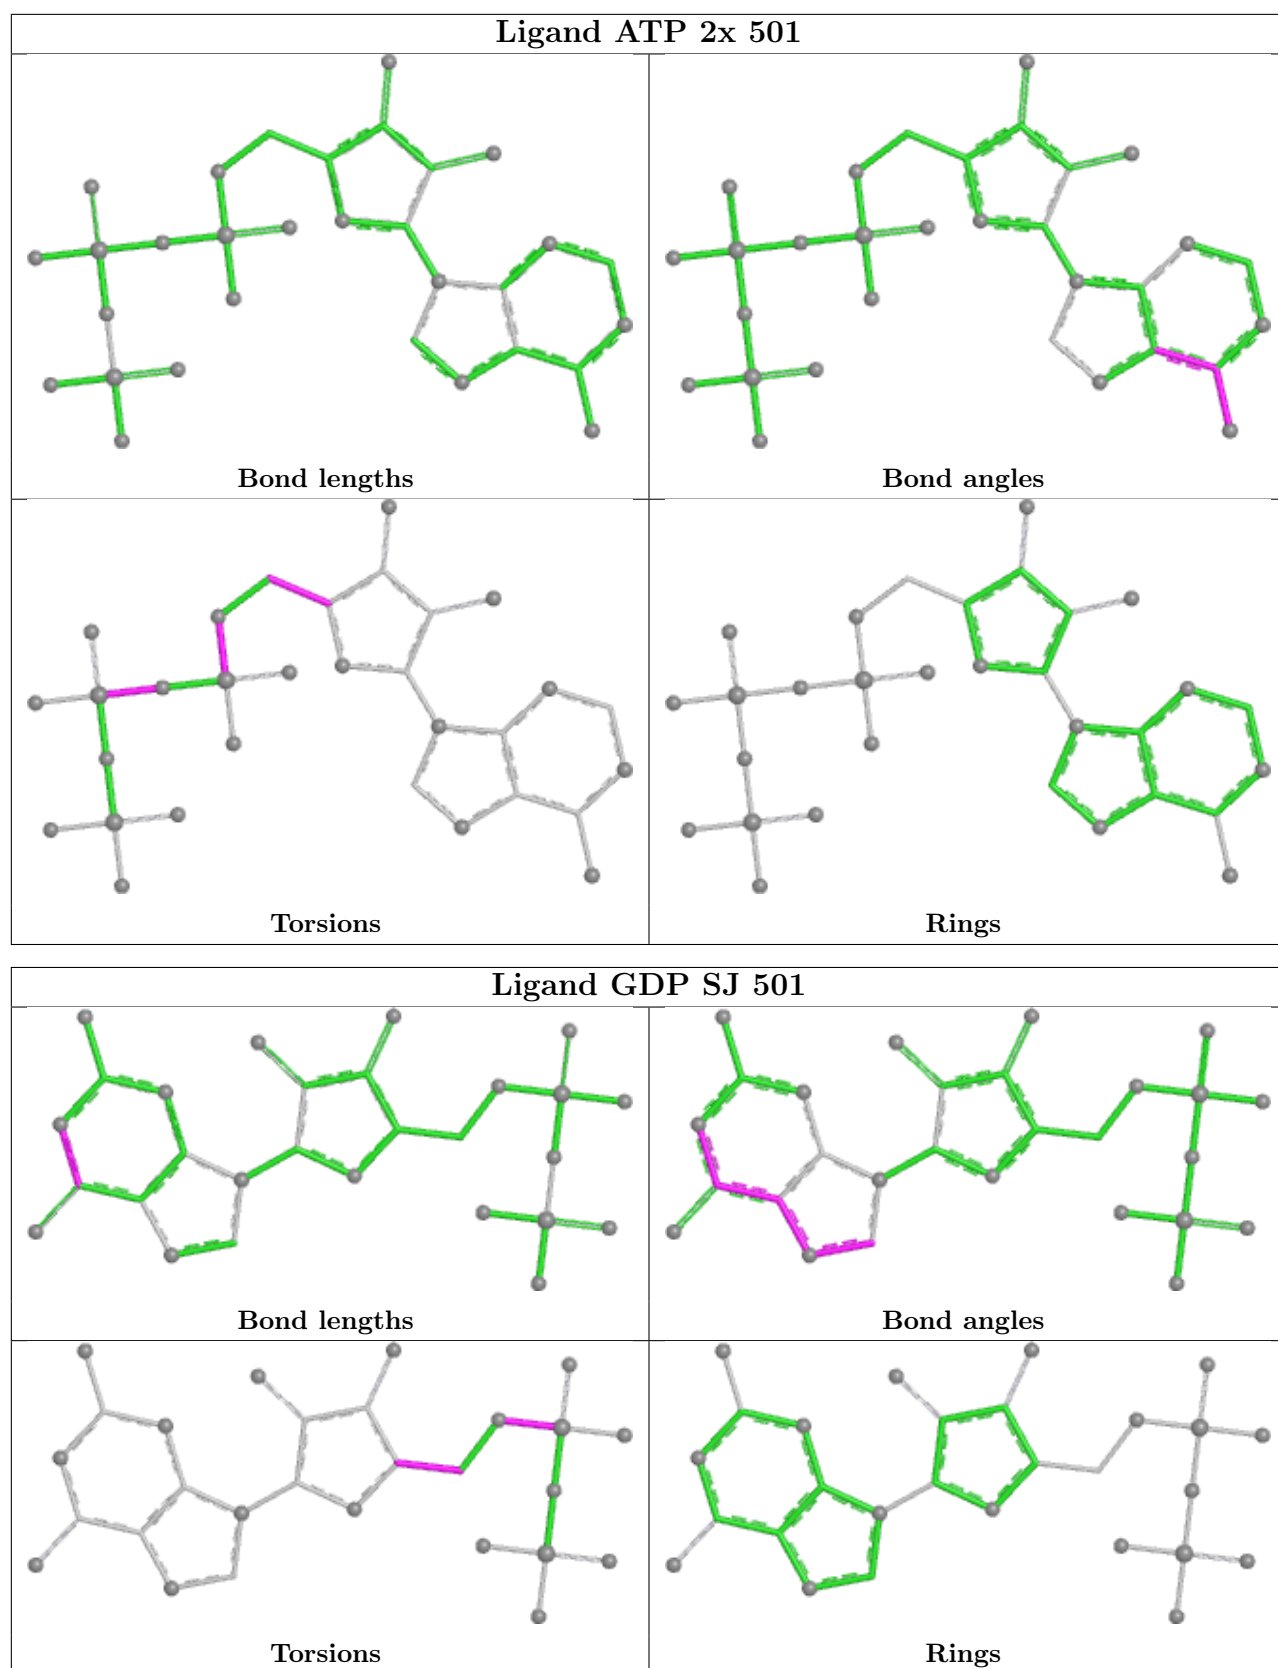 Ligand ATP 2x 501
Bond lengths
Bond angles
Torsions
Rings
Ligand GDP SJ 501
Bond lengths
Bond angles
Torsions
Rings